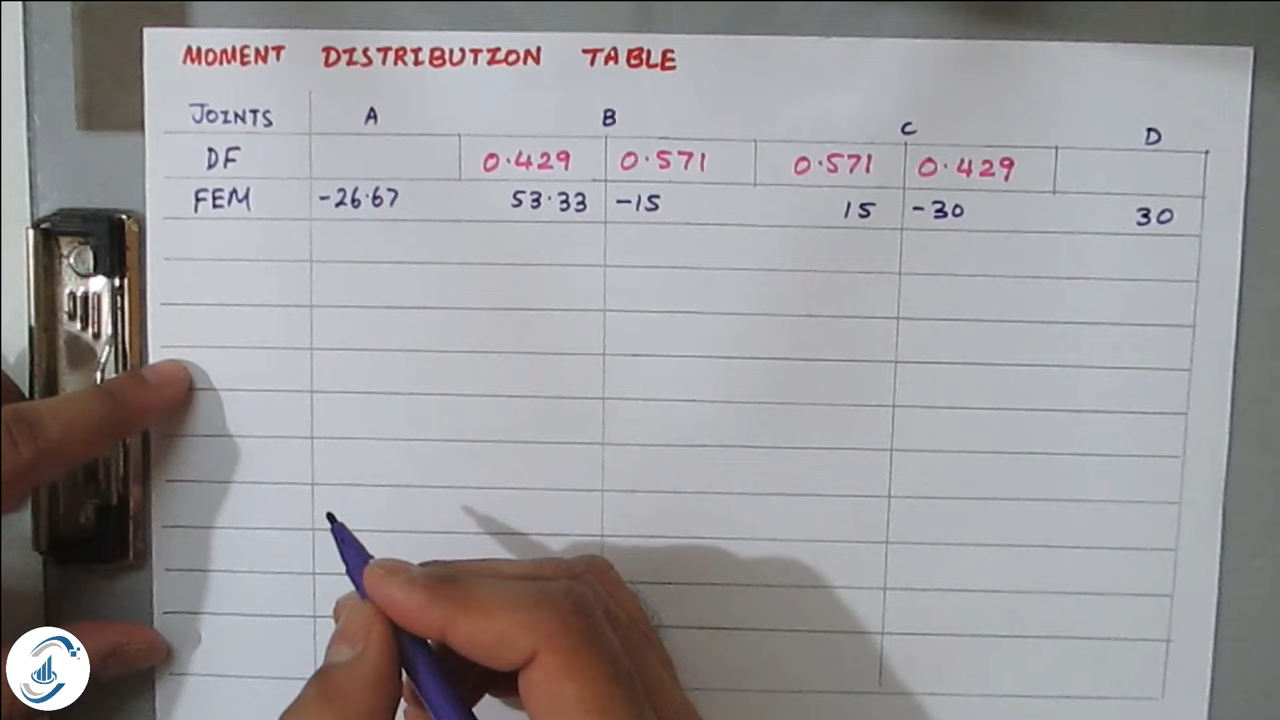 MOMENT DISTRIBUTION TABLE
JOINTS A B C D
DF 0.429 0.571 0.571 0.429
FEM -26.67 53.33 -15 15 -30 30